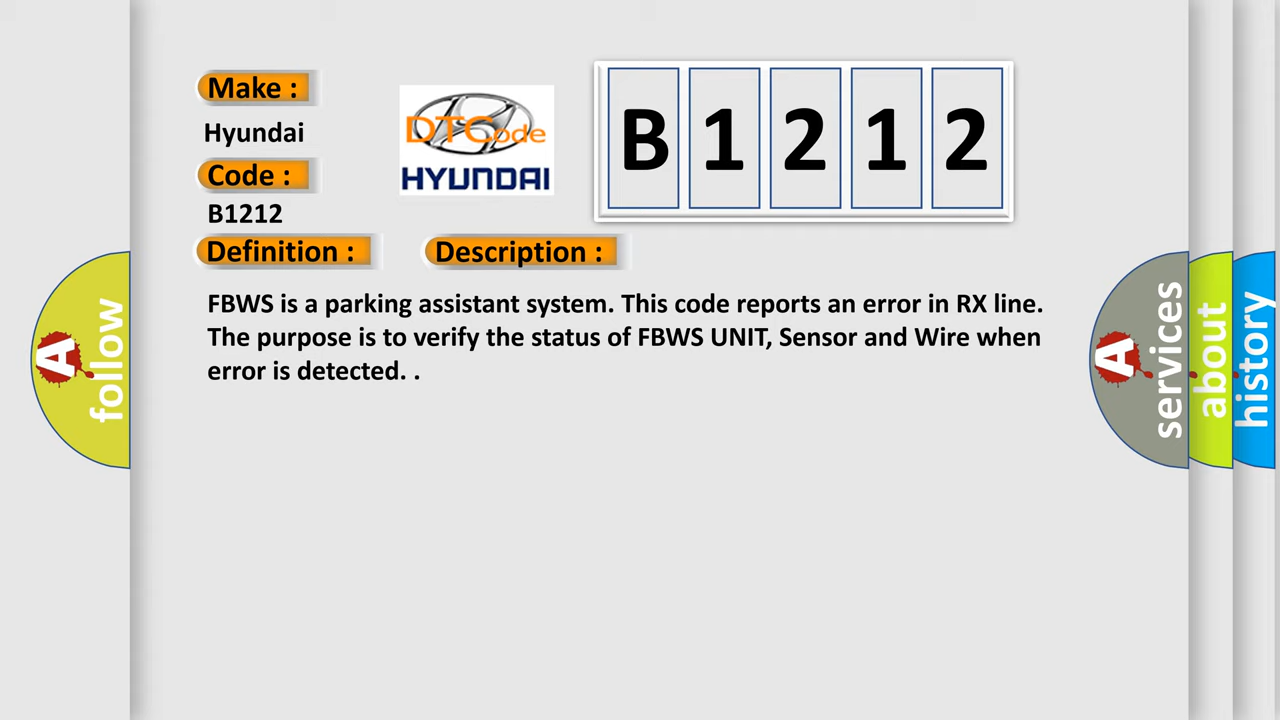 Make :
Hyundai
Code :
B1212
Definition :
Description :
DTCode
HYUNDAI
B 1 2 1 2
FBWS is a parking assistant system. This code reports an error in RX line.
The purpose is to verify the status of FBWS UNIT, Sensor and Wire when
error is detected. .
A follow
A services
about
history